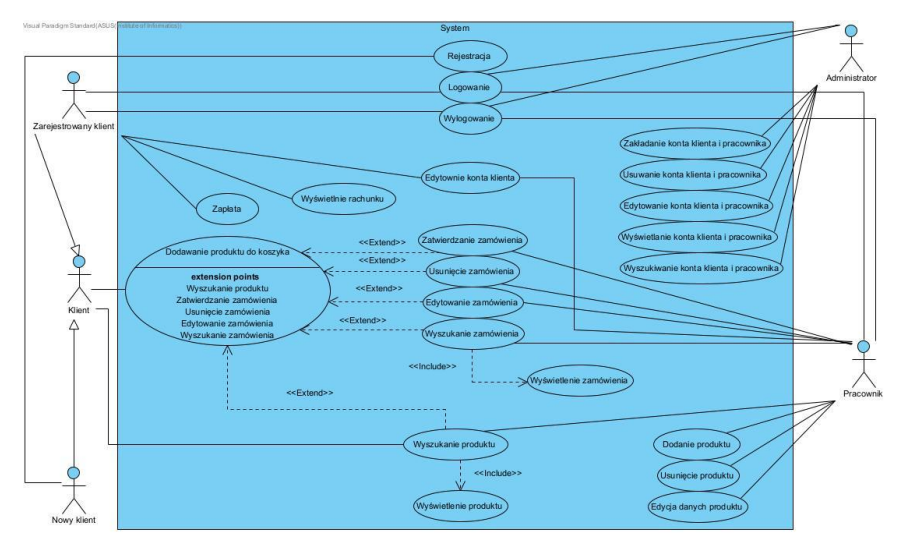 Visual Paradigm Standard(ASUS(Institute of Informatics))
System
Rejestracja
Logowanie
Wylogowanie
Administrator
Zarejestrowany klient
Zakładanie konta klienta i pracownika
Usuwanie konta klienta i pracownika
Edytowanie konta klienta i pracownika
Wyświetlanie konta klienta i pracownika
Wyszukiwanie konta klienta i pracownika
Edytownie konta klienta
Wyświetlnie rachunku
Zapłata
Dodawanie produktu do koszyka
extension points
Wyszukanie produktu
Zatwierdzanie zamówienia
Usunięcie zamówienia
Edytowanie zamówienia
Wyszukanie zamówienia
<<Extend>>
<<Extend>>
<<Extend>>
<<Extend>>
Zatwierdzanie zamówienia
Usunięcie zamówienia
Edytowanie zamówienia
Wyszukanie zamówienia
Klient
<<Include>>
Wyświetlenie zamówienia
<<Extend>>
Pracownik
Wyszukanie produktu
<<Include>>
Wyświetlenie produktu
Dodanie produktu
Usunięcie produktu
Edycja danych produktu
Nowy klient